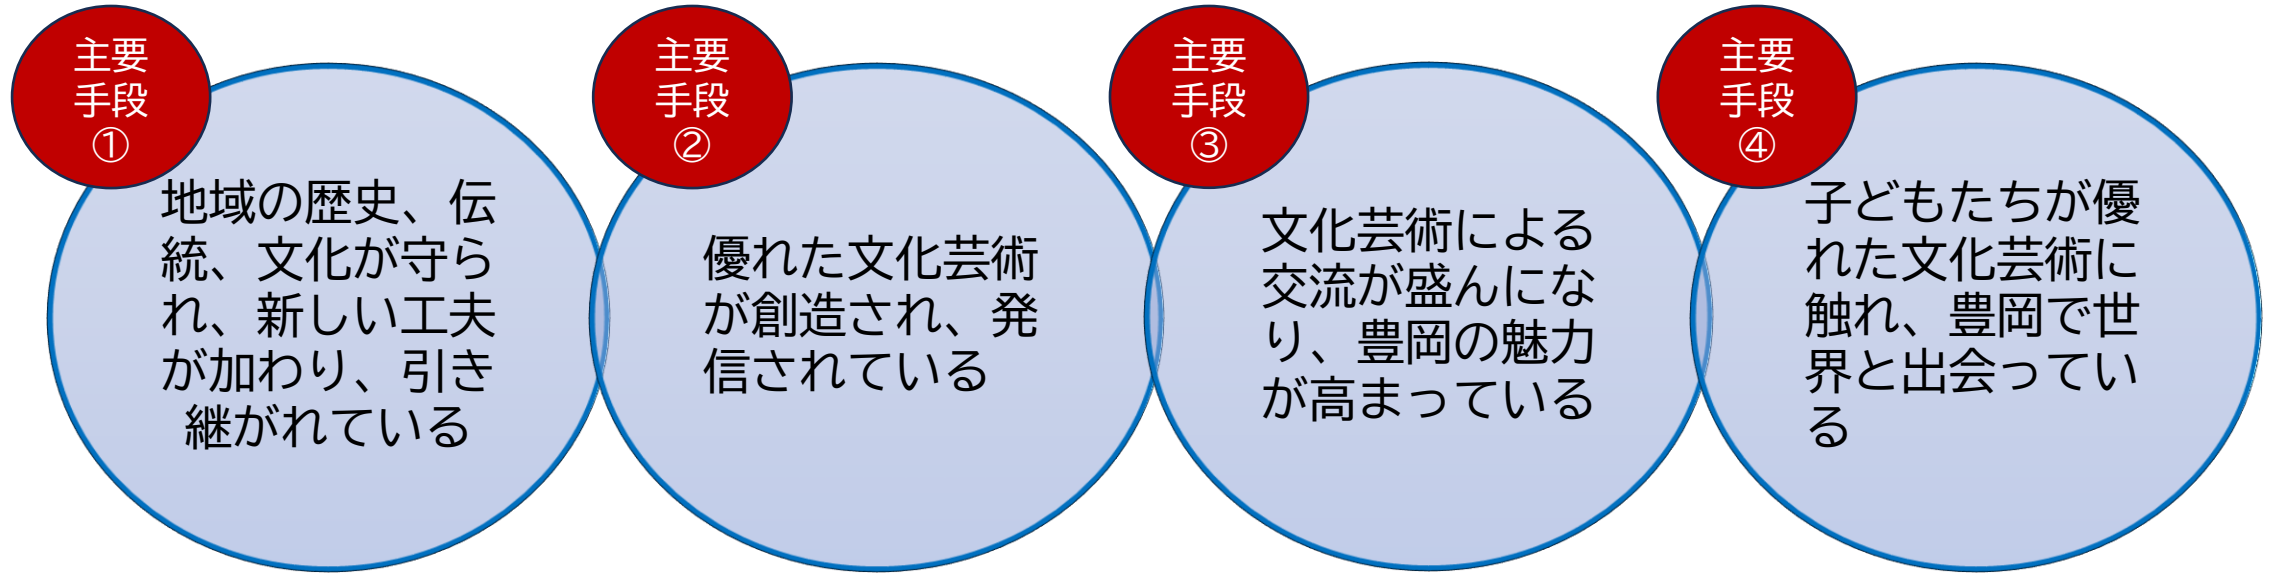 主要
手段
①
地域の歴史、伝
統、文化が守ら
れ、新しい工夫
が加わり、引き
継がれている
主要
手段
②
優れた文化芸術
が創造され、発
信されている
主要
手段
③
文化芸術による
交流が盛んにな
り、豊岡の魅力
が高まっている
主要
手段
④
子どもたちが優
れた文化芸術に
触れ、豊岡で世
界と出会ってい
る